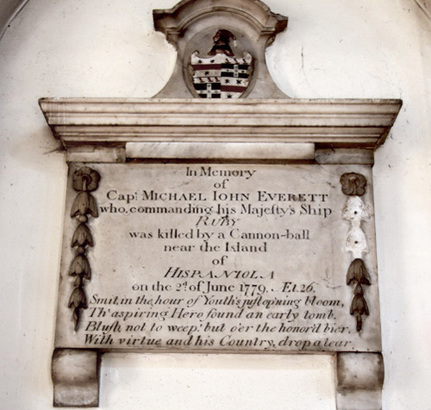 In Memory
of
Capt. MICHAEL IOHN EVERETT
who, commanding his Majesty's Ship
RUBY
was killed by a Cannon-ball
near the Island
of
HISPANIOLA
on the 2d. of June 1779. Æt. 26.
Smit, in the hour of Youth's just op'ning bloom,
Th' aspiring Hero found an early tomb.
Blush not to weep; but o'er the honor'd bier,
With virtue and his Country, drop a tear.